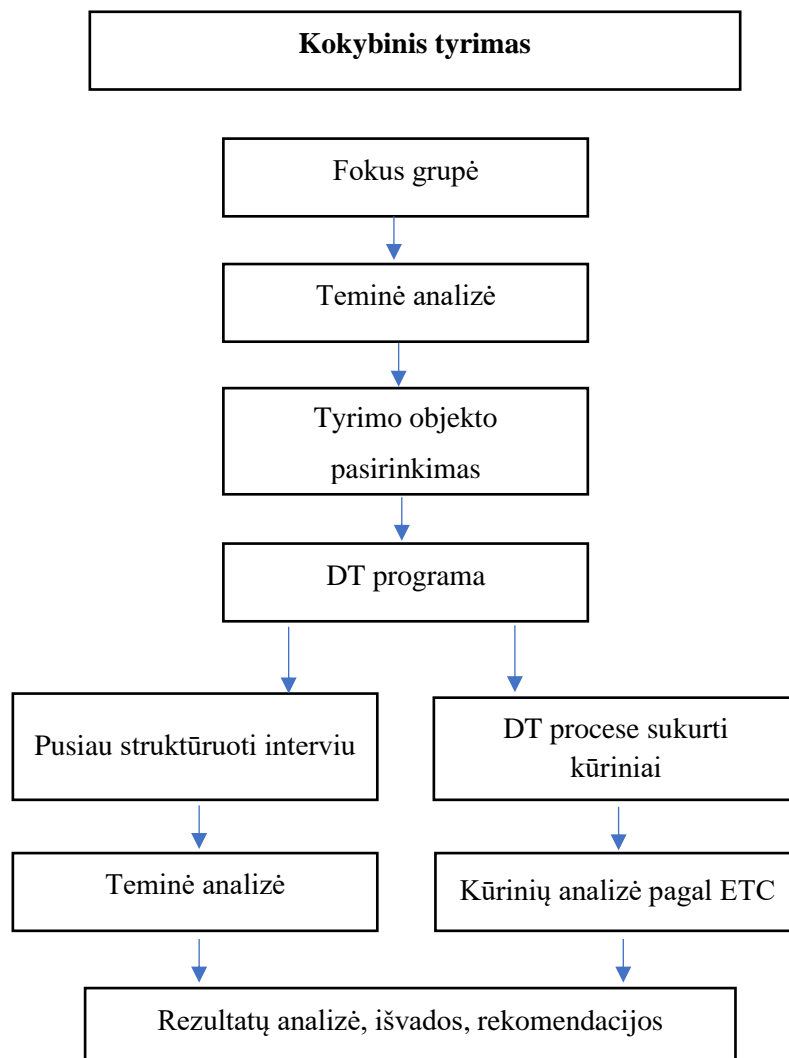 Kokybinis tyrimas
Fokus grupė
Teminė analizė
Tyrimo objekto
pasirinkimas
DT programa
Pusiau struktūruoti interviu
DT procese sukurti
kūriniai
Teminė analizė
Kūrinių analizė pagal ETC
Rezultatų analizė, išvados, rekomendacijos